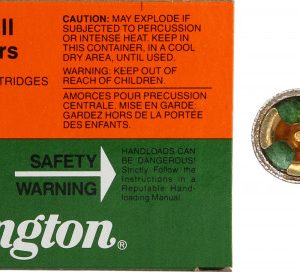 ll
rs
RTRIDGES
CAUTION: MAY EXPLODE IF
SUBJECTED TO PERCUSSION
OR INTENSE HEAT. KEEP IN
THIS CONTAINER, IN A COOL
DRY AREA, UNTIL USED.
WARNING: KEEP OUT OF
REACH OF CHILDREN.
AMORCES POUR PRECUSSION
CENTRALE. MISE EN GARDE.
GARDEZ HORS DE LA PORTEE
DES ENFANTS.
SAFETY
WARNING
HANDLOADS CAN
BE DANGEROUS!
Strictly Follow the
Instructions in a
Reputable Hand-
loading Manual.
ngton®